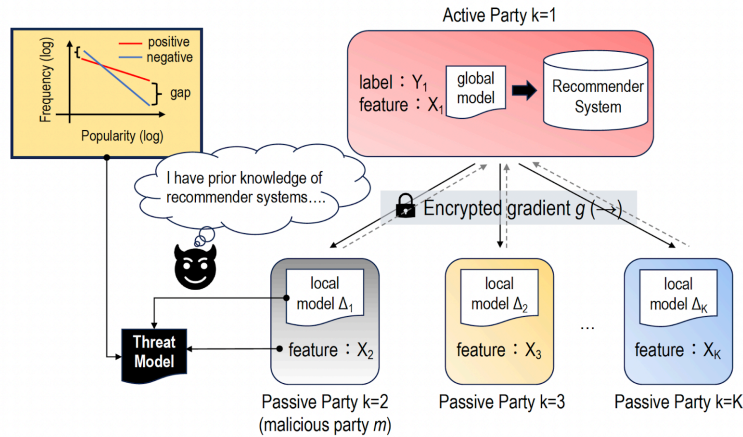 Active Party k=1
positive
negative
gap
Frequency (log)
Popularity (log)
label：Y1
feature：X1
global
model
Recommender
System
I have prior knowledge of
recommender systems….
Encrypted gradient g (→)
local
model Δ1
feature：X2
local
model Δ2
feature：X3
...
local
model ΔK
feature：XK
Threat
Model
Passive Party k=2
(malicious party m)
Passive Party k=3
Passive Party k=K